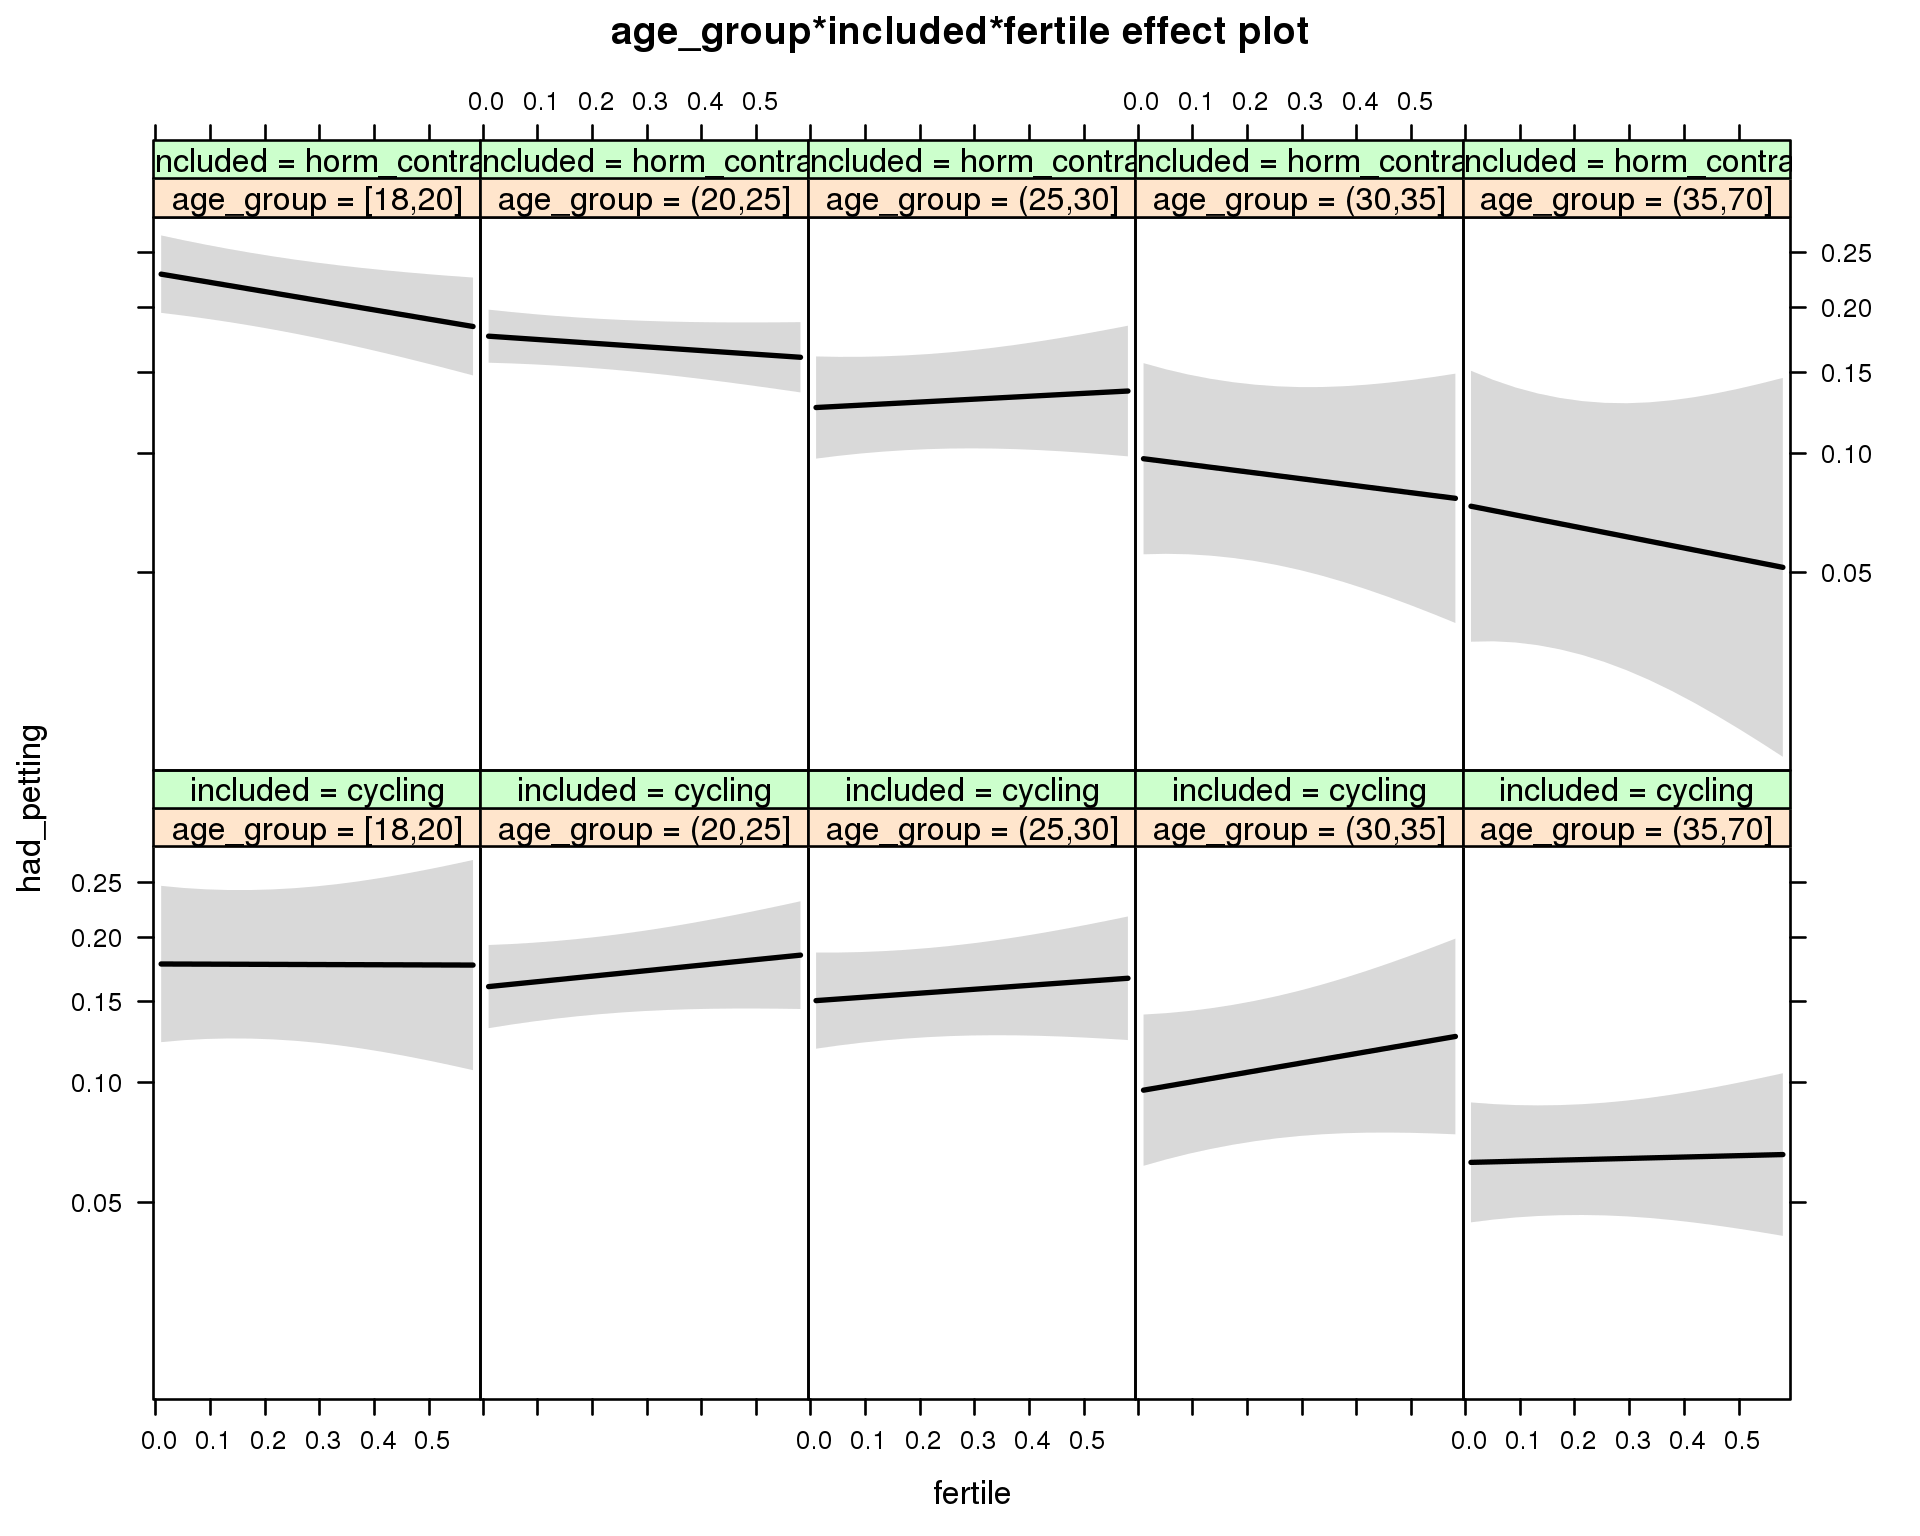 age_group*included*fertile effect plot
0.0 0.1 0.2 0.3 0.4 0.5 0.0 0.1 0.2 0.3 0.4 0.5
ncluded = horm_contra ncluded = horm_contra ncluded = horm_contra ncluded = horm_contra ncluded = horm_contra
age_group = [18,20] age_group = (20,25] age_group = (25,30] age_group = (30,35] age_group = (35,70]
0.25
0.20
0.15
0.10
0.05
had_petting
included = cycling included = cycling included = cycling included = cycling included = cycling
age_group = [18,20] age_group = (20,25] age_group = (25,30] age_group = (30,35] age_group = (35,70]
0.25
0.20
0.15
0.10
0.05
0.0 0.1 0.2 0.3 0.4 0.5 0.0 0.1 0.2 0.3 0.4 0.5 0.0 0.1 0.2 0.3 0.4 0.5
fertile